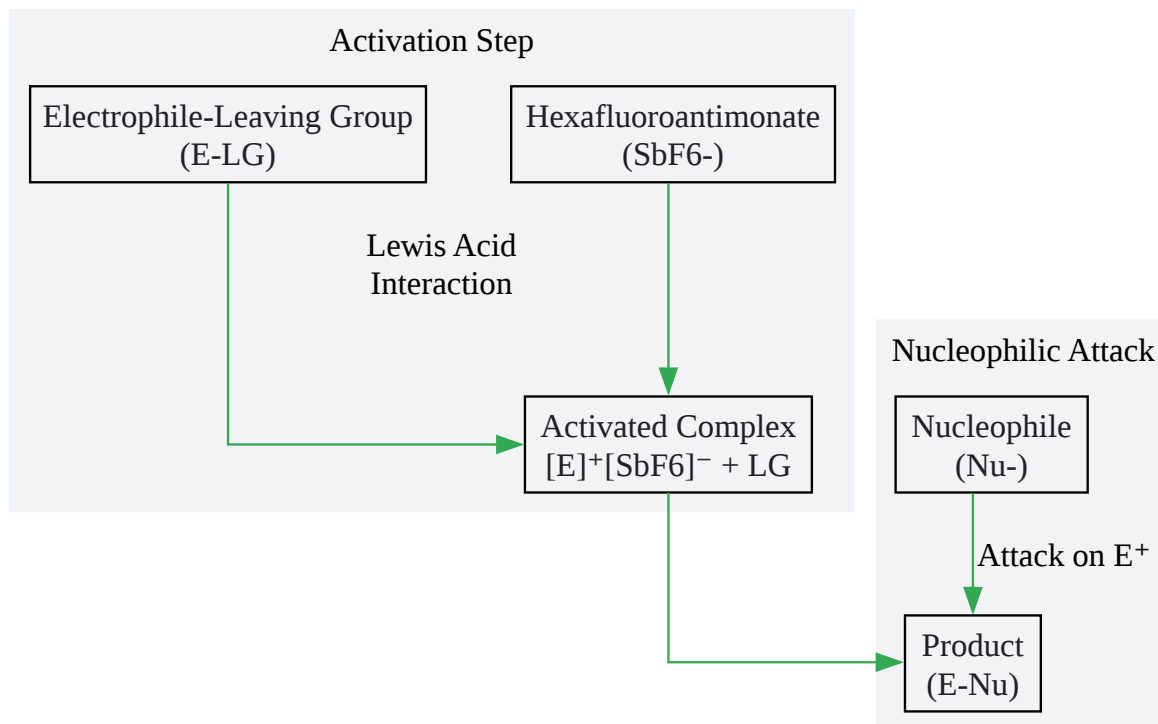 Activation Step
Electrophile-Leaving Group
(E-LG)
Hexafluoroantimonate
(SbF6-)
Lewis Acid
Interaction
Activated Complex
[E]⁺[SbF6]⁻ + LG
Nucleophilic Attack
Nucleophile
(Nu-)
Attack on E⁺
Product
(E-Nu)